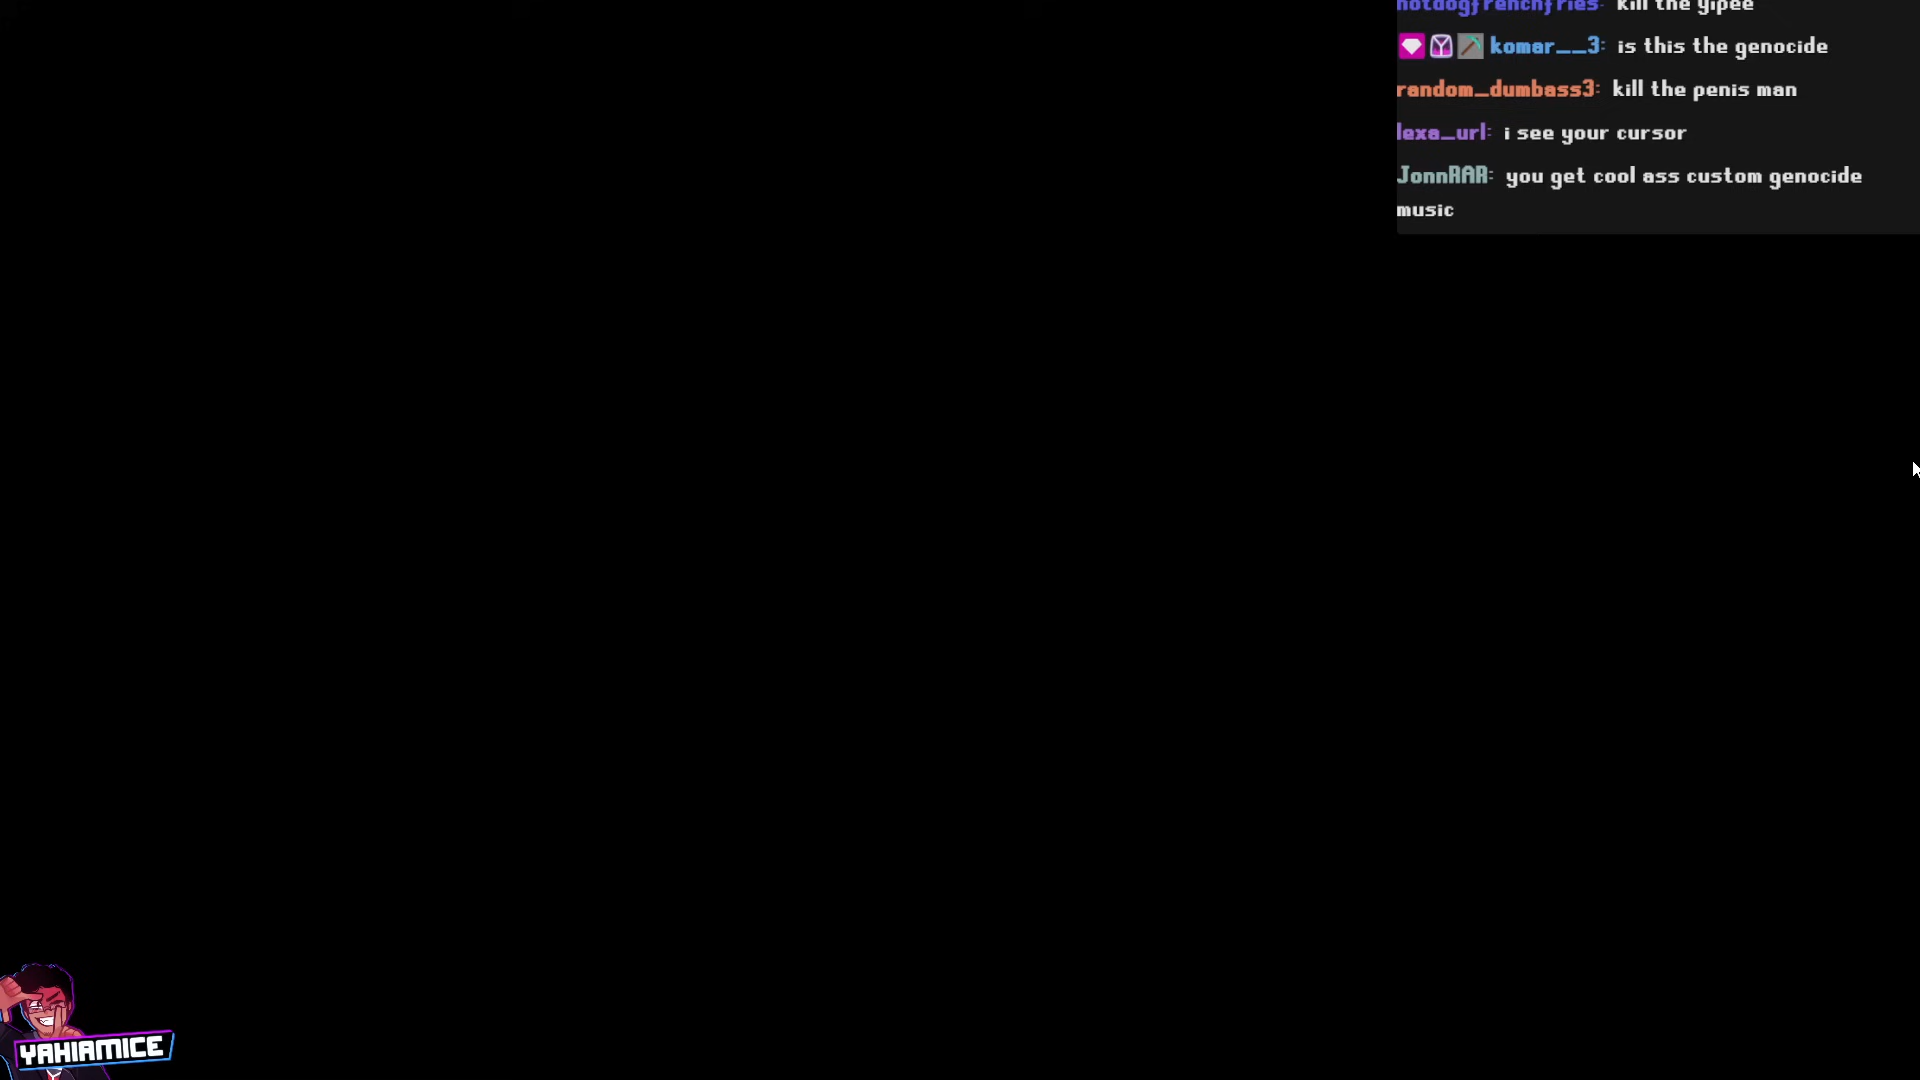 hotdogfrenchfries: kill the yipee
komar__3: is this the genocide
random_dumbass3: kill the penis man
lexa_url: i see your cursor
JonnRAR: you get cool ass custom genocide
music
YAHIAMICE